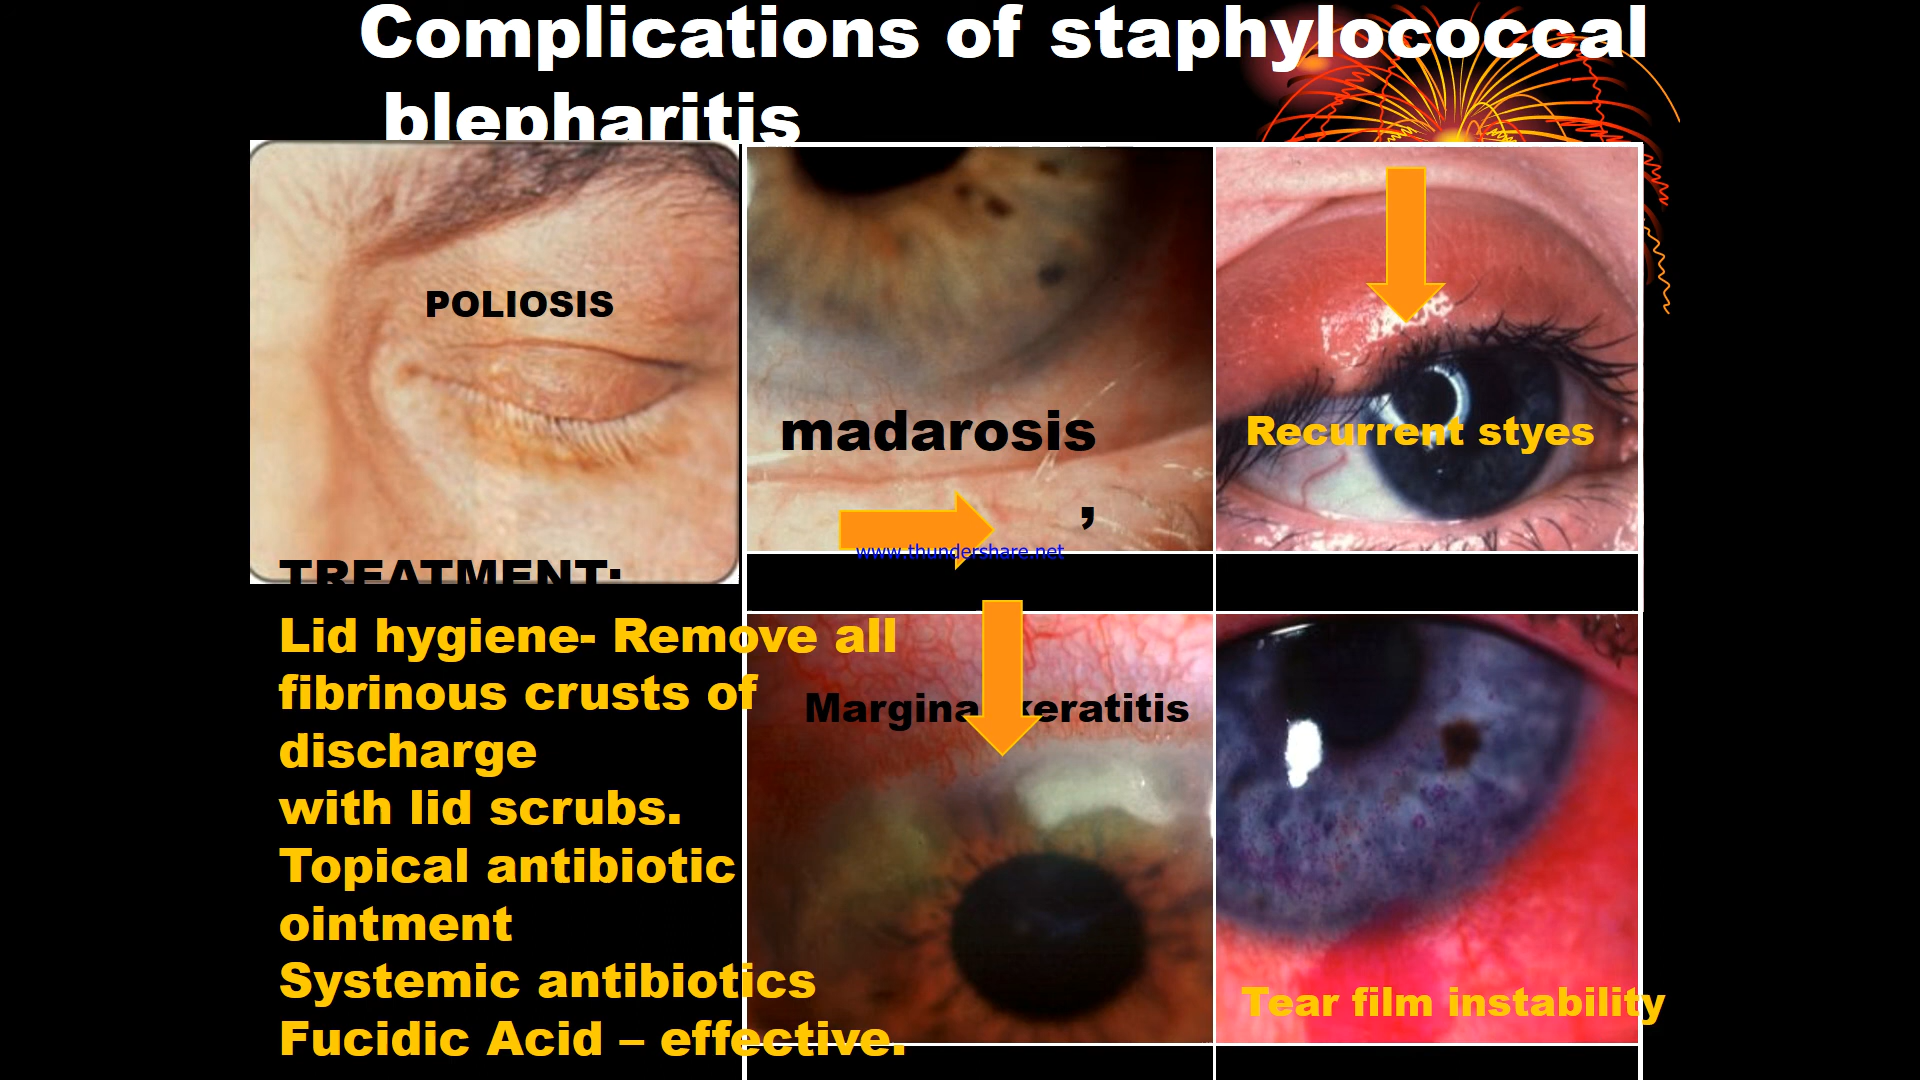 Complications of staphylococcal
blepharitis
POLIOSIS
madarosis
,
www.thundershare.net
Recurrent styes
TREATMENT:
Lid hygiene- Remove all
fibrinous crusts of
discharge
with lid scrubs.
Topical antibiotic
ointment
Systemic antibiotics
Fucidic Acid – effective.
Marginal keratitis
Tear film instability